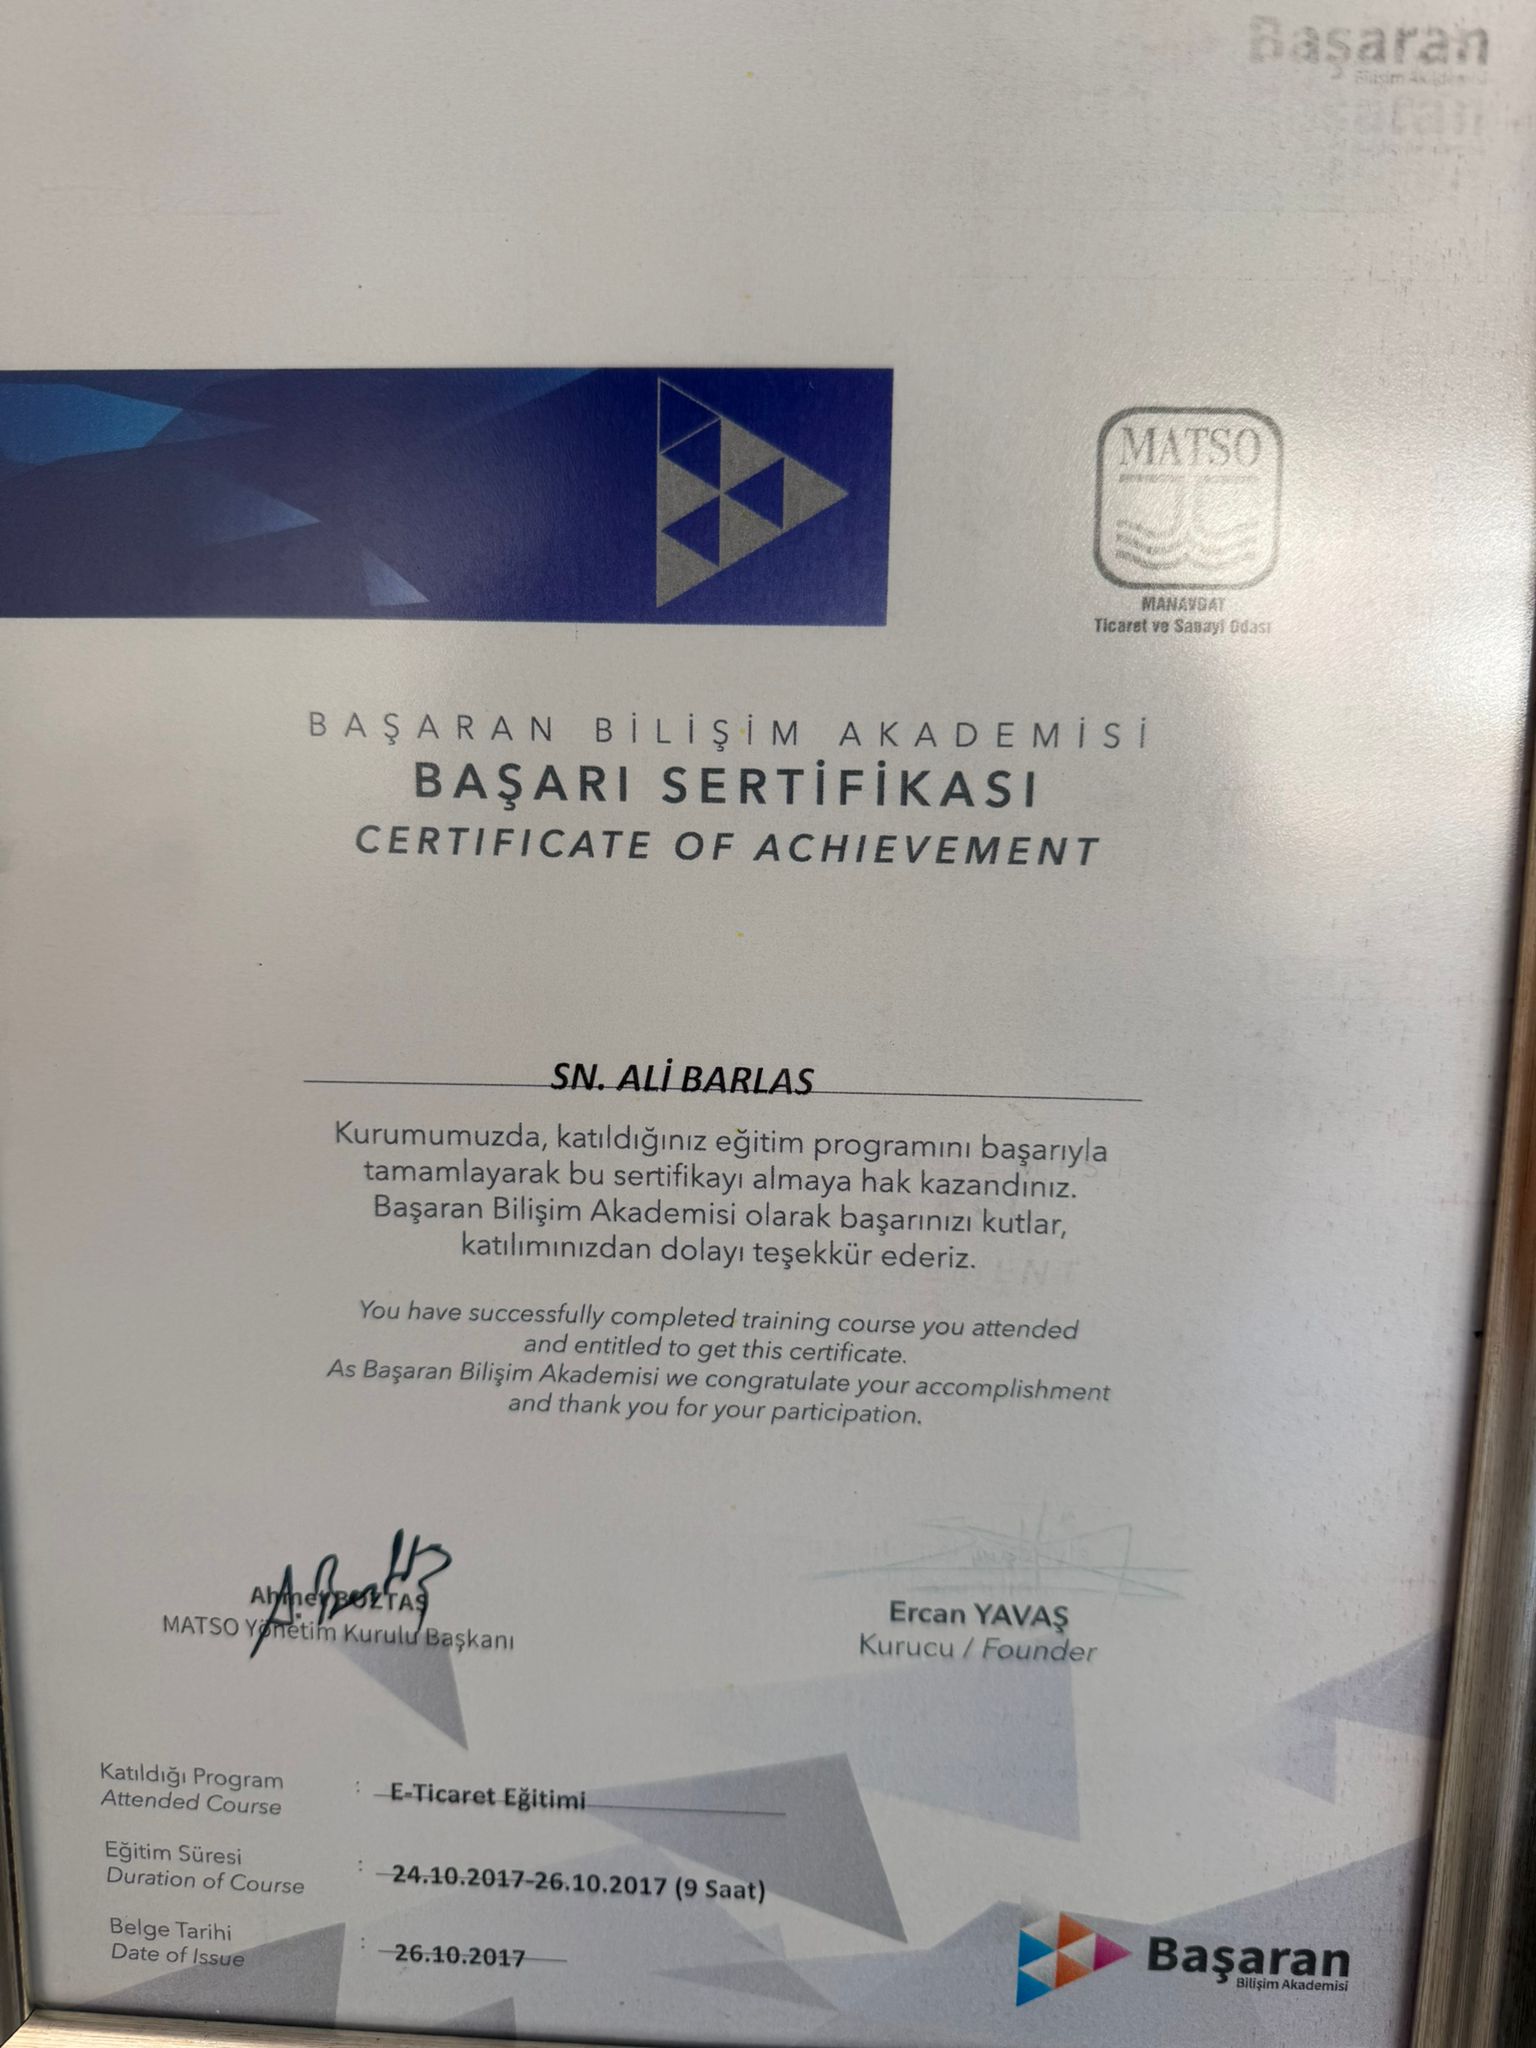 Başaran
Bilişim Akademisi
MATSO
MANAVGAT
Ticaret ve Sanayi Odası
BAŞARAN BİLİŞİM AKADEMİSİ
BAŞARI SERTİFİKASI
CERTIFICATE OF ACHIEVEMENT
SN. ALİ BARLAS
Kurumumuzda, katıldığınız eğitim programını başarıyla
tamamlayarak bu sertifikayı almaya hak kazandınız.
Başaran Bilişim Akademisi olarak başarınızı kutlar,
katılımınızdan dolayı teşekkür ederiz.
You have successfully completed training course you attended
and entitled to get this certificate.
As Başaran Bilişim Akademisi we congratulate your accomplishment
and thank you for your participation.
Ahmet BOZTAŞ
MATSO Yönetim Kurulu Başkanı
Ercan YAVAŞ
Kurucu / Founder
Katıldığı Program
Attended Course : E-Ticaret Eğitimi
Eğitim Süresi
Duration of Course : 24.10.2017-26.10.2017 (9 Saat)
Belge Tarihi
Date of Issue : 26.10.2017
Başaran
Bilişim Akademisi